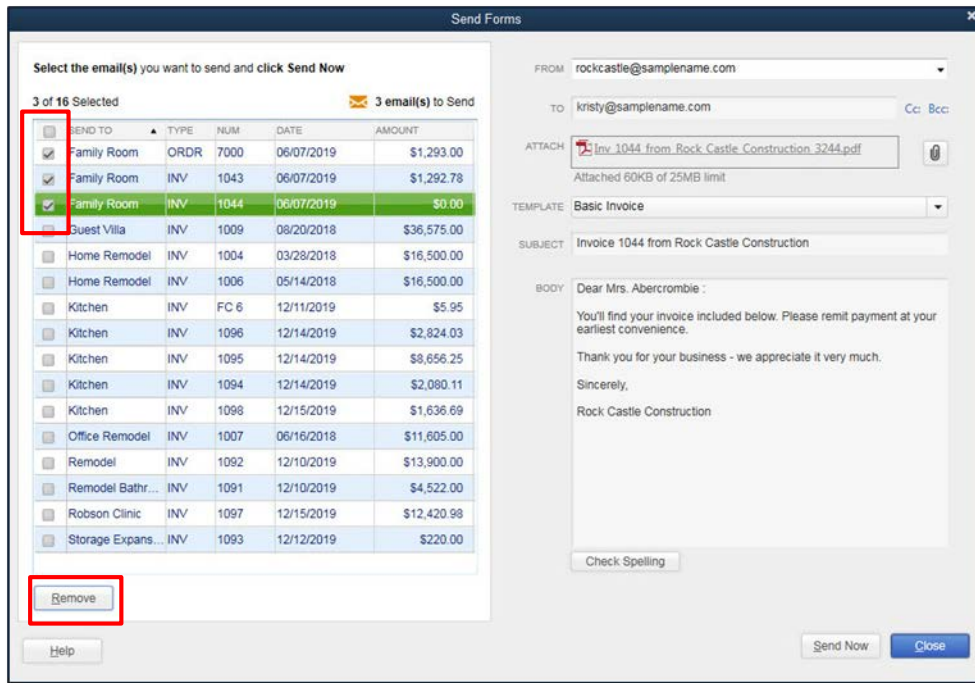 Send Forms
Select the email(s) you want to send and click Send Now
3 of 16 Selected
3 email(s) to Send
SEND TO TYPE NUM DATE AMOUNT
Family Room ORDR 7000 06/07/2019 $1,293.00
Family Room INV 1043 06/07/2019 $1,292.78
Family Room INV 1044 06/07/2019 $0.00
Guest Villa INV 1009 08/20/2018 $36,575.00
Home Remodel INV 1004 03/28/2018 $16,500.00
Home Remodel INV 1006 05/14/2018 $16,500.00
Kitchen INV FC 6 12/11/2019 $5.95
Kitchen INV 1096 12/14/2019 $2,824.03
Kitchen INV 1095 12/14/2019 $8,656.25
Kitchen INV 1094 12/14/2019 $2,080.11
Kitchen INV 1098 12/15/2019 $1,636.69
Office Remodel INV 1007 06/16/2018 $11,605.00
Remodel INV 1092 12/10/2019 $13,900.00
Remodel Bathr... INV 1091 12/10/2019 $4,522.00
Robson Clinic INV 1097 12/15/2019 $12,420.98
Storage Expans... INV 1093 12/12/2019 $220.00
Remove
Help
FROM rockcastle@samplename.com
TO kristy@samplename.com Cc: Bcc:
ATTACH Inv 1044 from Rock Castle Construction 3244.pdf
Attached 60KB of 25MB limit
TEMPLATE Basic Invoice
SUBJECT Invoice 1044 from Rock Castle Construction
BODY Dear Mrs. Abercrombie :
You'll find your invoice included below. Please remit payment at your
earliest convenience.
Thank you for your business - we appreciate it very much.
Sincerely,
Rock Castle Construction
Check Spelling
Send Now
Close